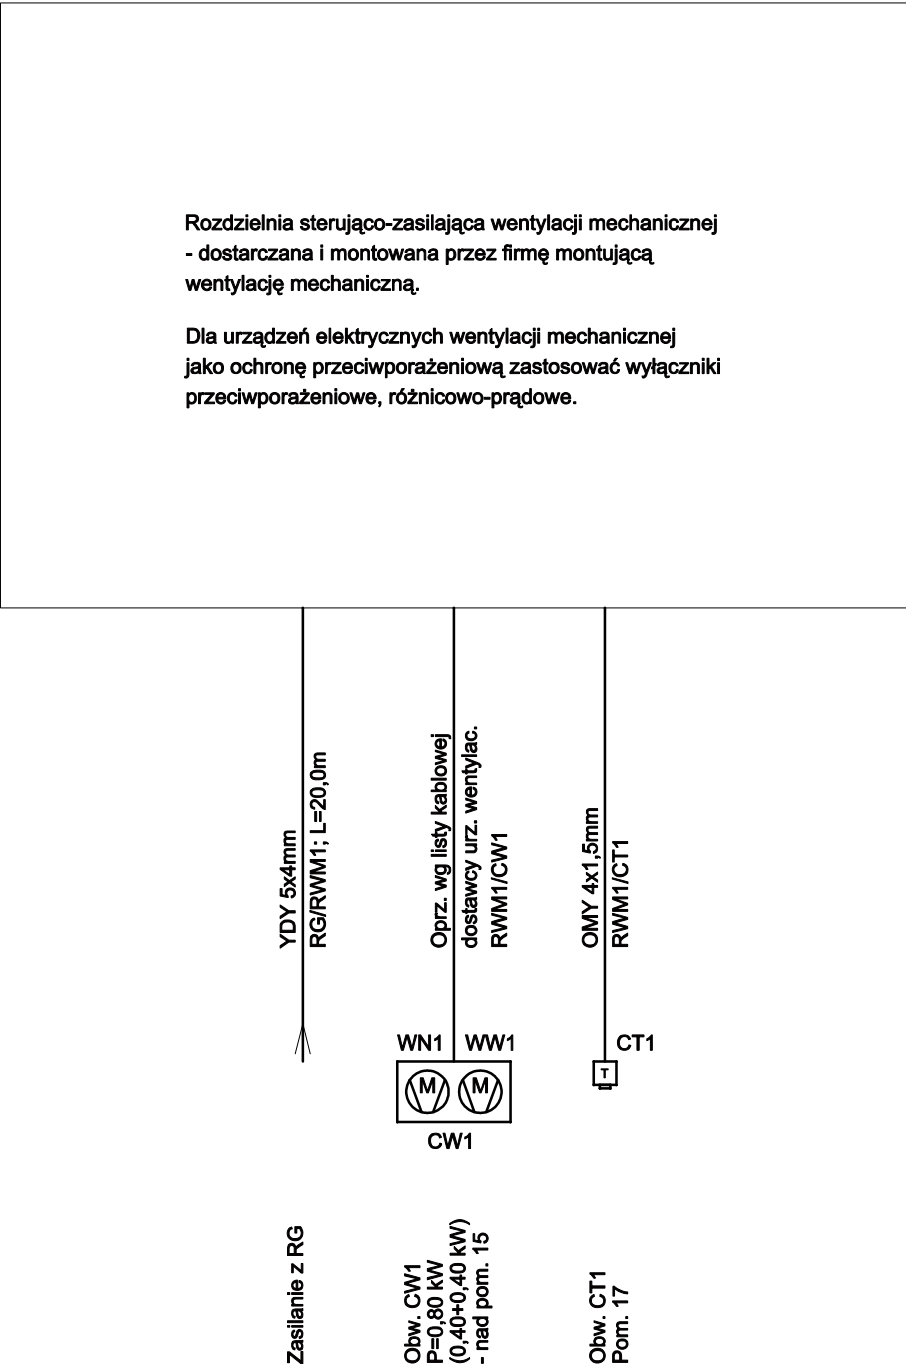 Rozdzielnia sterująco-zasilająca wentylacji mechanicznej
- dostarczana i montowana przez firmę montującą
wentylację mechaniczną.
Dla urządzeń elektrycznych wentylacji mechanicznej
jako ochronę przeciwporażeniową zastosować wyłączniki
przeciwporażeniowe, różnicowo-prądowe.
YDY 5x4mm
RG/RWM1; L=20,0m
Oprz. wg listy kablowej
dostawcy urz. wentylac.
RWM1/CW1
OMY 4x1,5mm
RWM1/CT1
WN1 WW1
CT1
M M
T
CW1
Zasilanie z RG
Obw. CW1
P=0,80 kW
(0,40+0,40 kW)
- nad pom. 15
Obw. CT1
Pom. 17